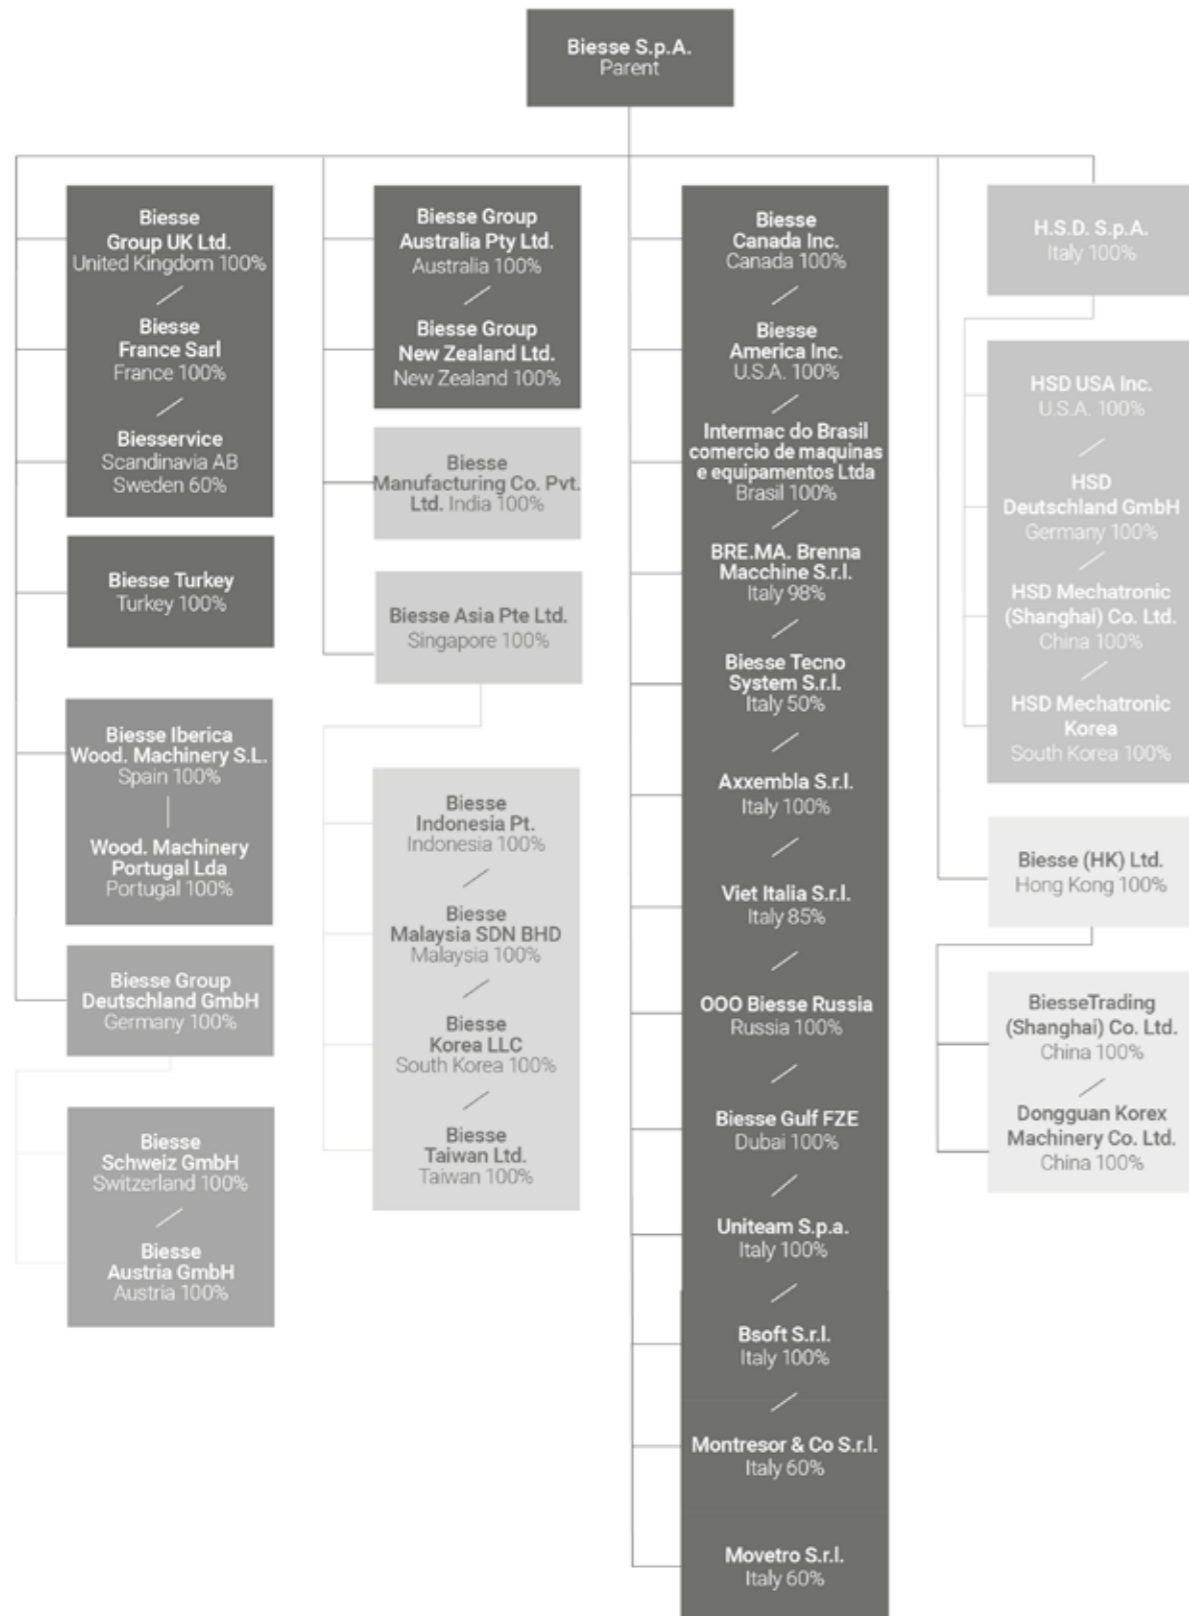 Biesse S.p.A.
Parent
Biesse
Group UK Ltd.
United Kingdom 100%
Biesse
France Sarl
France 100%
Biesservice
Scandinavia AB
Sweden 60%
Biesse Turkey
Turkey 100%
Biesse Iberica
Wood. Machinery S.L.
Spain 100%
Wood. Machinery
Portugal Lda
Portugal 100%
Biesse Group
Deutschland GmbH
Germany 100%
Biesse
Schweiz GmbH
Switzerland 100%
Biesse
Austria GmbH
Austria 100%
Biesse Group
Australia Pty Ltd.
Australia 100%
Biesse Group
New Zealand Ltd.
New Zealand 100%
Biesse
Manufacturing Co. Pvt.
Ltd. India 100%
Biesse Asia Pte Ltd.
Singapore 100%
Biesse
Indonesia Pt.
Indonesia 100%
Biesse
Malaysia SDN BHD
Malaysia 100%
Biesse
Korea LLC
South Korea 100%
Biesse
Taiwan Ltd.
Taiwan 100%
Biesse
Canada Inc.
Canada 100%
Biesse
America Inc.
U.S.A. 100%
Intermac do Brasil
comercio de maquinas
e equipamentos Ltda
Brasil 100%
BRE.MA. Brenna
Macchine S.r.l.
Italy 98%
Biesse Tecno
System S.r.l.
Italy 50%
Axxembla S.r.l.
Italy 100%
Viet Italia S.r.l.
Italy 85%
OOO Biesse Russia
Russia 100%
Biesse Gulf FZE
Dubai 100%
Uniteam S.p.a.
Italy 100%
Bsoft S.r.l.
Italy 100%
Montresor & Co S.r.l.
Italy 60%
Movetro S.r.l.
Italy 60%
H.S.D. S.p.A.
Italy 100%
HSD USA Inc.
U.S.A. 100%
HSD
Deutschland GmbH
Germany 100%
HSD Mechatronic
(Shanghai) Co. Ltd.
China 100%
HSD Mechatronic
Korea
South Korea 100%
Biesse (HK) Ltd.
Hong Kong 100%
BiesseTrading
(Shanghai) Co. Ltd.
China 100%
Dongguan Korex
Machinery Co. Ltd.
China 100%